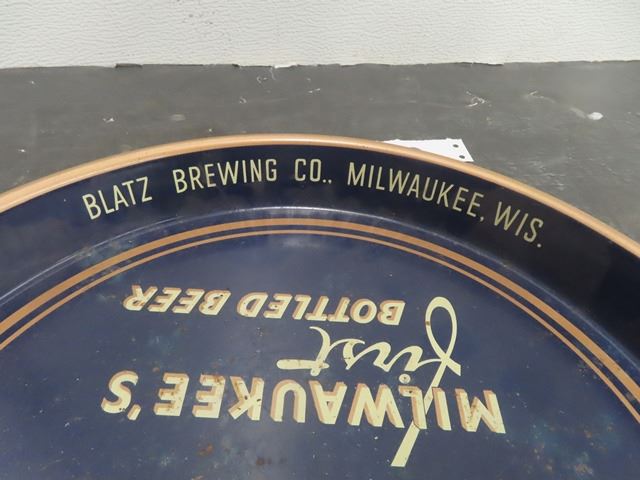 BLATZ BREWING CO., MILWAUKEE, WIS.
MILWAUKEE'S
first
BOTTLED BEER